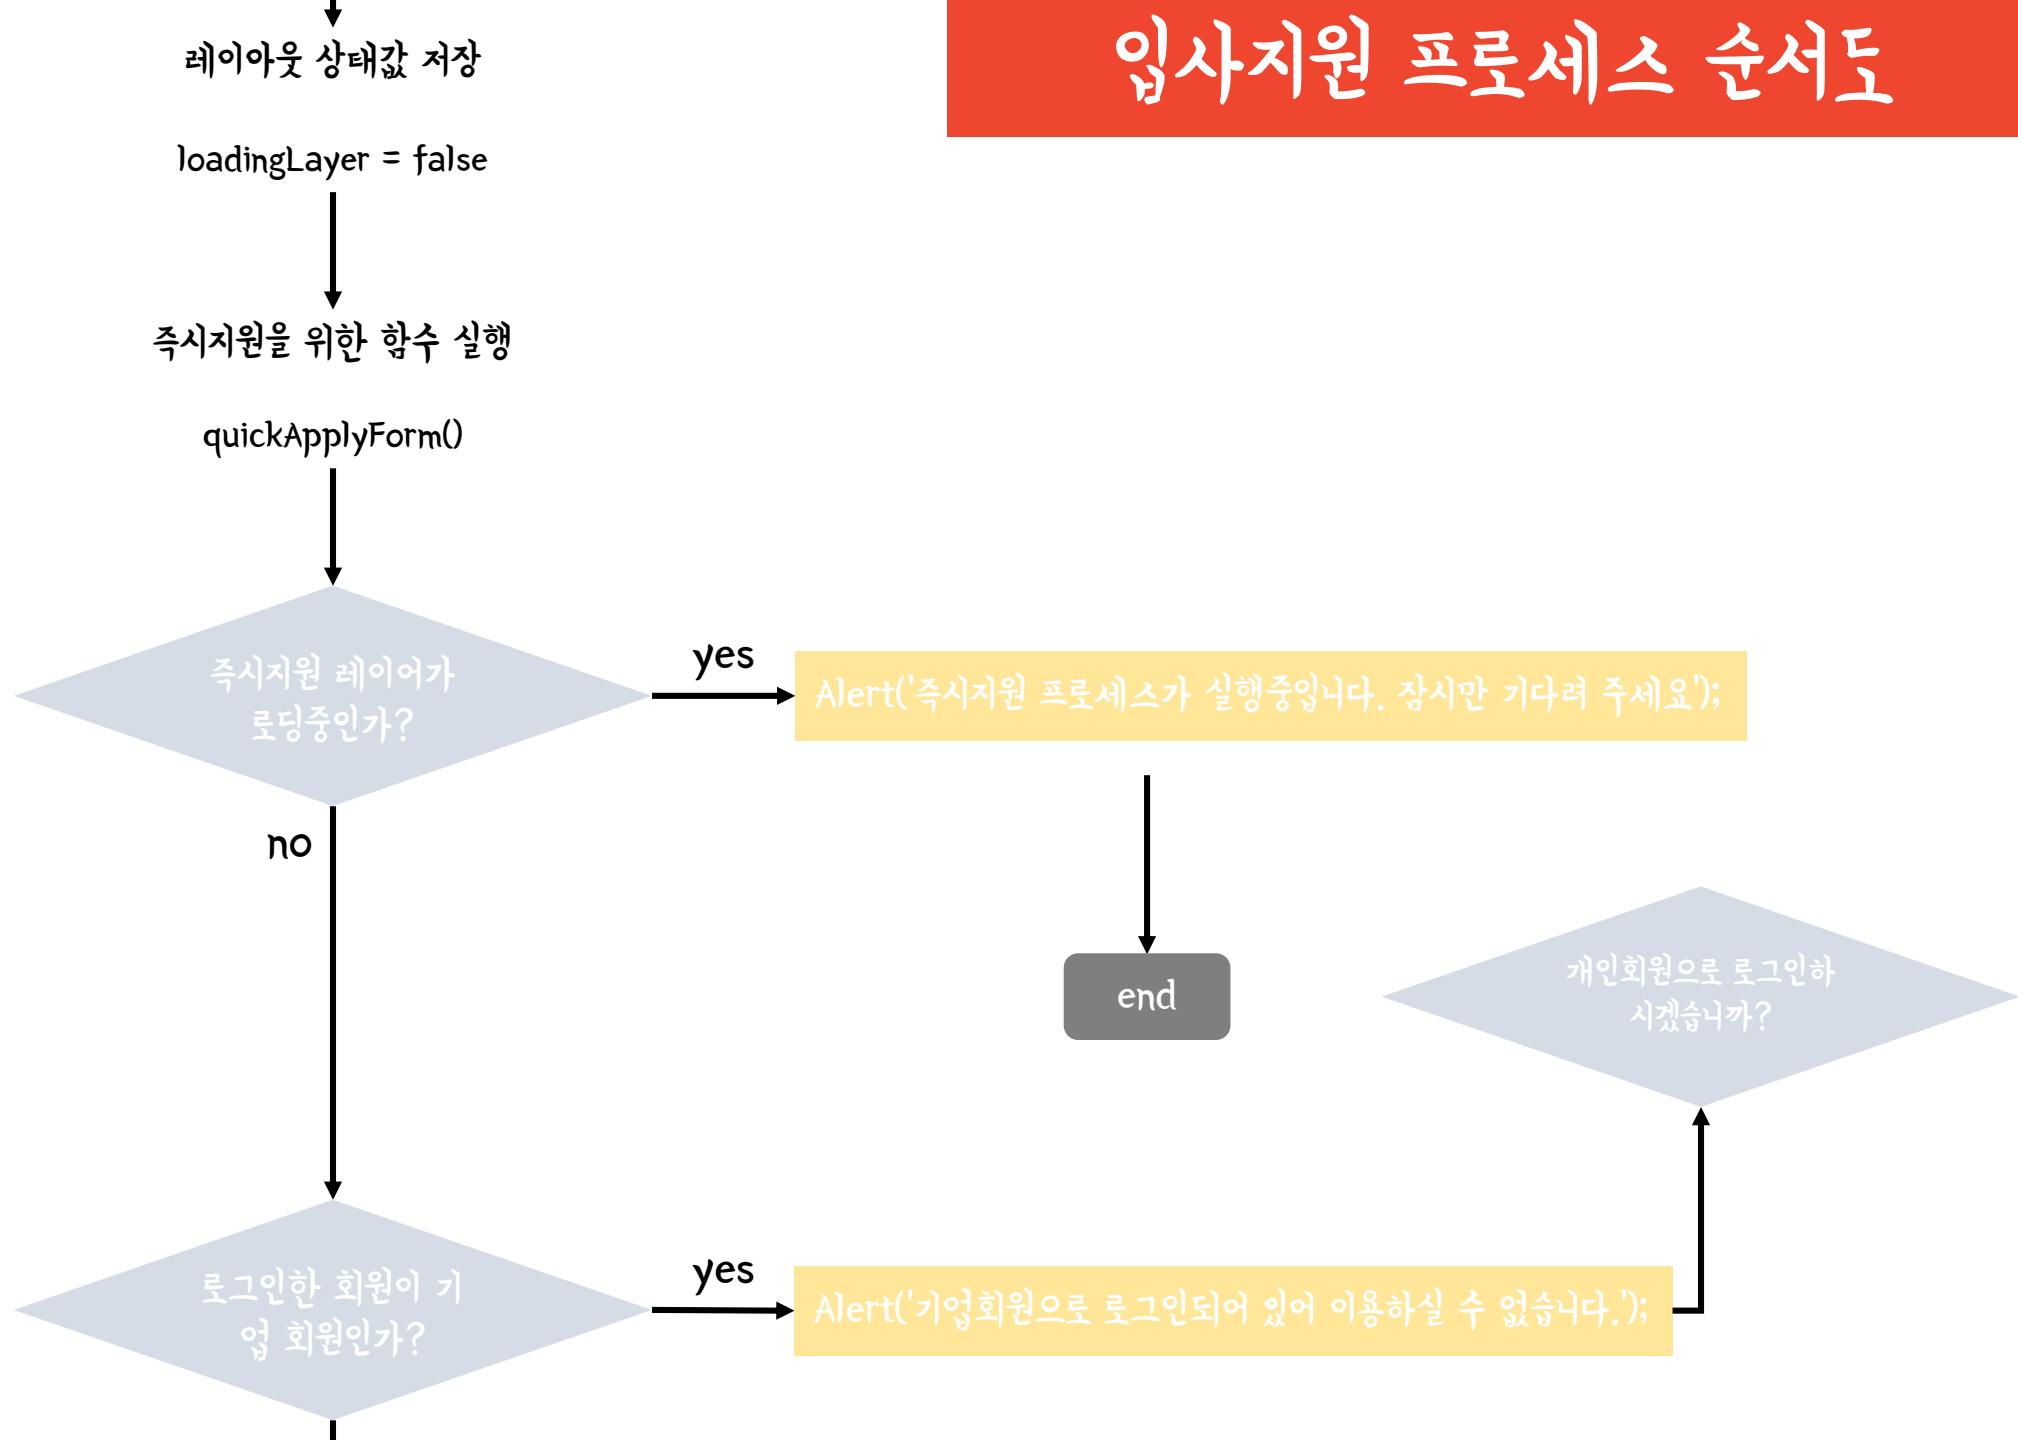 입사지원 프로세스 순서도
레이아웃 상태값 저장
loadingLayer = false
즉시지원을 위한 함수 실행
quickApplyForm()
즉시지원 레이어가
로딩중인가?
yes
Alert('즉시지원 프로세스가 실행중입니다. 잠시만 기다려 주세요');
no
end
개인회원으로 로그인하
시겠습니까?
로그인한 회원이 기
업 회원인가?
yes
Alert('기업회원으로 로그인되어 있어 이용하실 수 없습니다.');